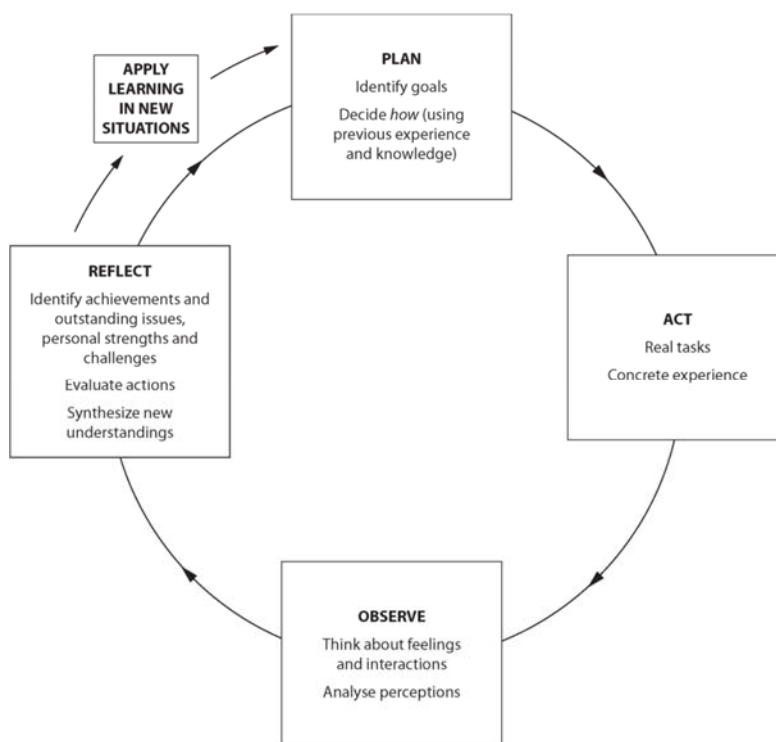 PLAN
Identify goals
Decide how (using
previous experience
and knowledge)
APPLY
LEARNING
IN NEW
SITUATIONS
REFLECT
Identify achievements and
outstanding issues,
personal strengths and
challenges
Evaluate actions
Synthesize new
understandings
ACT
Real tasks
Concrete experience
OBSERVE
Think about feelings
and interactions
Analyse perceptions